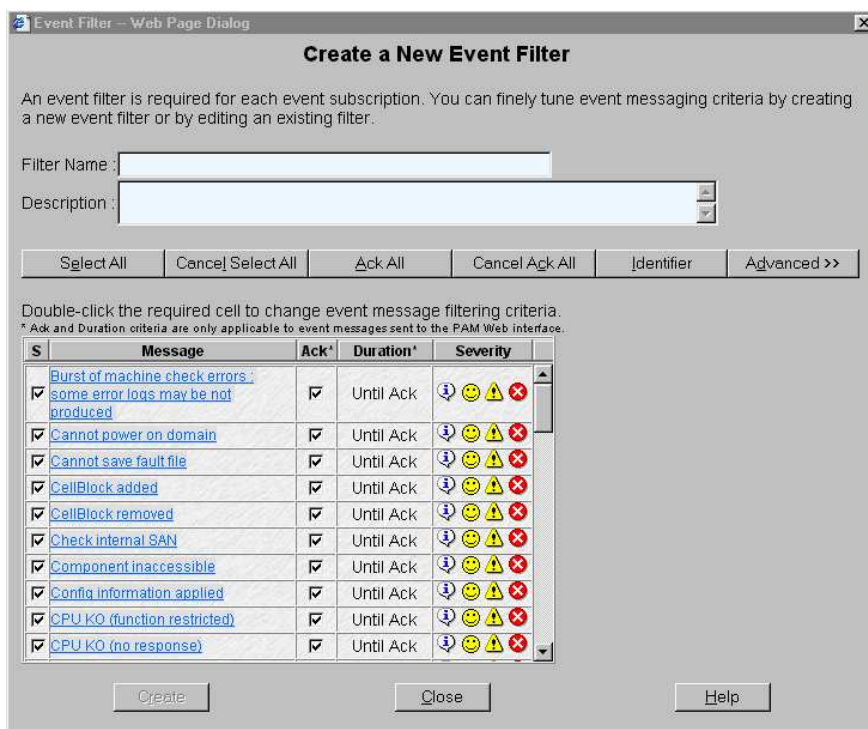 Event Filter -- Web Page Dialog
Create a New Event Filter
An event filter is required for each event subscription. You can finely tune event messaging criteria by creating
a new event filter or by editing an existing filter.
Filter Name :
Description :
Select All Cancel Select All Ack All Cancel Ack All Identifier Advanced >>
Double-click the required cell to change event message filtering criteria.
* Ack and Duration criteria are only applicable to event messages sent to the PAM Web interface.
S Message Ack* Duration* Severity
Burst of machine check errors :
some error logs may be not
produced
Until Ack
Cannot power on domain Until Ack
Cannot save fault file Until Ack
CellBlock added Until Ack
CellBlock removed Until Ack
Check internal SAN Until Ack
Component inaccessible Until Ack
Config information applied Until Ack
CPU KO (function restricted) Until Ack
CPU KO (no response) Until Ack
Create Close Help